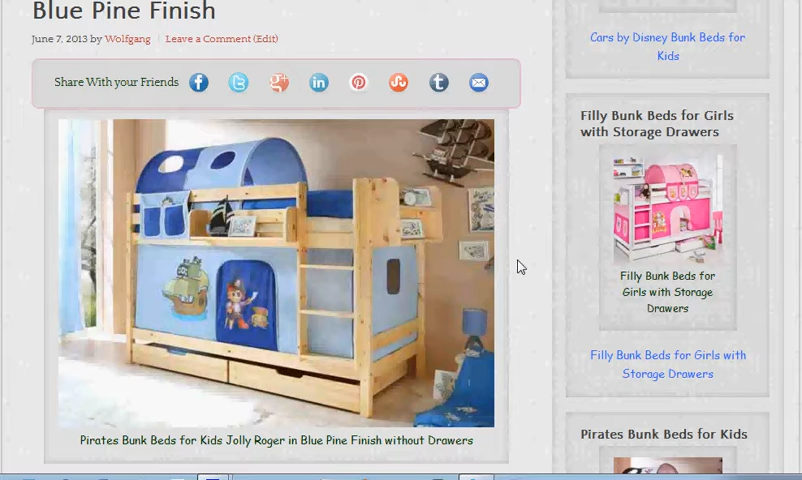 Blue Pine Finish
June 7, 2013 by Wolfgang
Leave a Comment (Edit)
Share With your Friends
Pirates Bunk Beds for Kids Jolly Roger in Blue Pine Finish without Drawers
Cars by Disney Bunk Beds for
Kids
Filly Bunk Beds for Girls
with Storage Drawers
Filly Bunk Beds for
Girls with Storage
Drawers
Filly Bunk Beds for Girls with
Storage Drawers
Pirates Bunk Beds for Kids